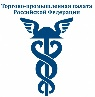 Торгово-промышленная палата
Российской Федерации